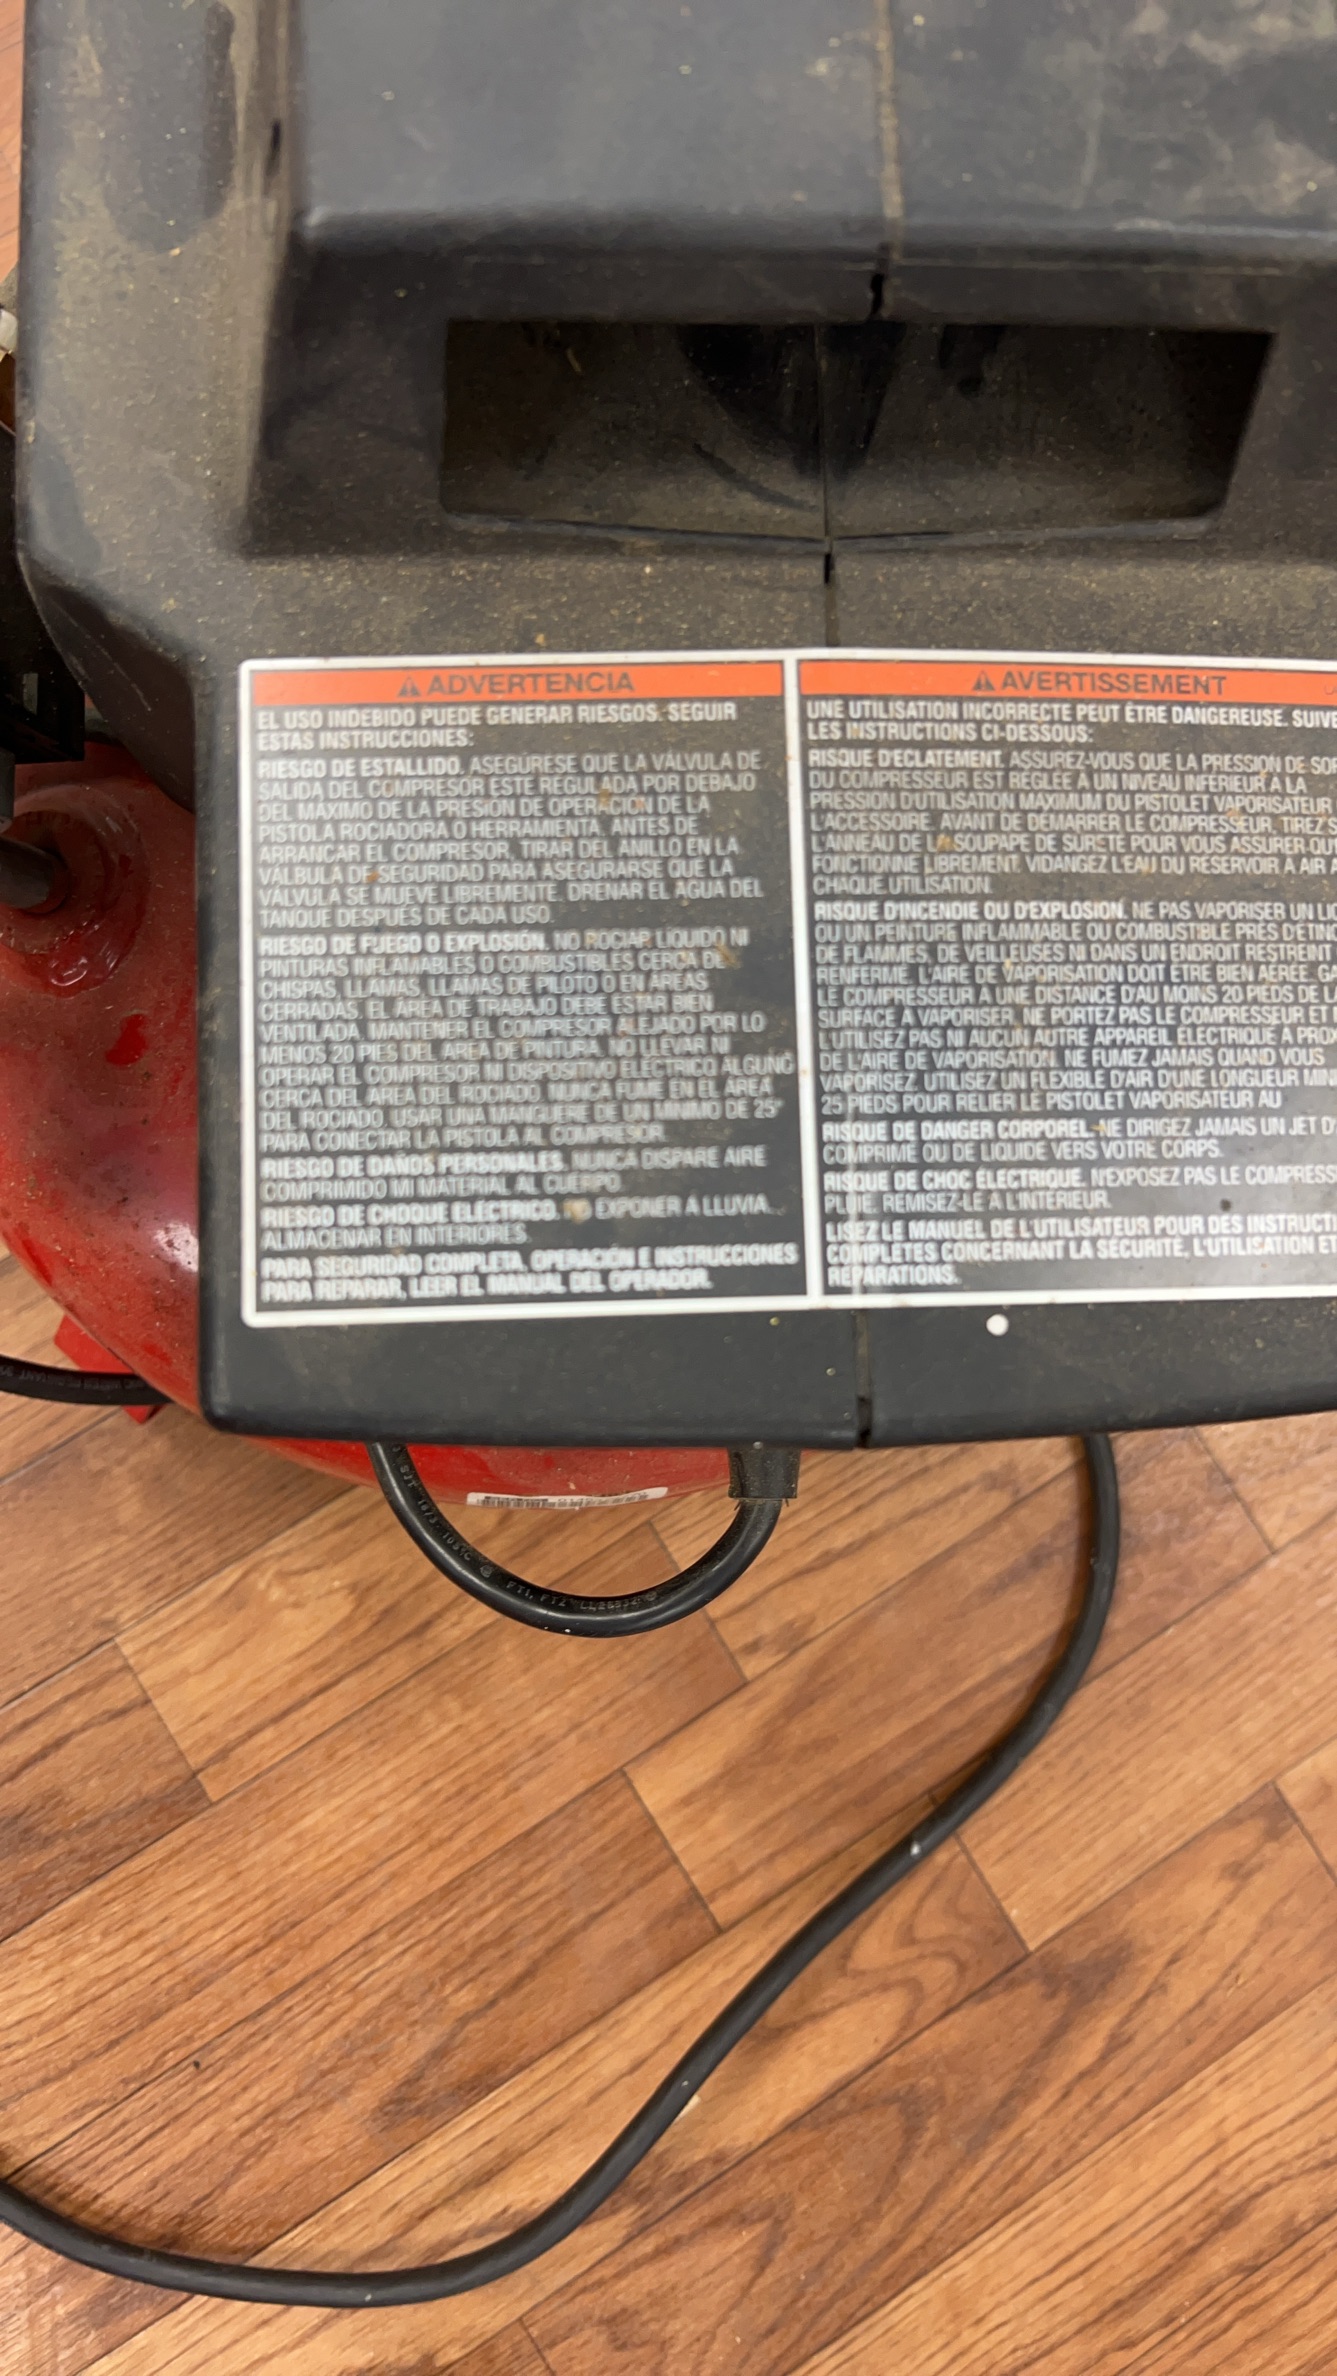 ADVERTENCIA
EL USO INDEBIDO PUEDE GENERAR RIESGOS. SEGUIR
ESTAS INSTRUCCIONES:
RIESGO DE ESTALLIDO. ASEGÚRESE QUE LA VÁLVULA DE
SALIDA DEL COMPRESOR ESTE REGULADA POR DEBAJO
DEL MÁXIMO DE LA PRESIÓN DE OPERACIÓN DE LA
PISTOLA ROCIADORA O HERRAMIENTA. ANTES DE
ARRANCAR EL COMPRESOR, TIRAR DEL ANILLO EN LA
VÁLBULA DE SEGURIDAD PARA ASEGURARSE QUE LA
VÁLVULA SE MUEVE LIBREMENTE. DRENAR EL AGUA DEL
TANQUE DESPUÉS DE CADA USO.
RIESGO DE FUEGO O EXPLOSIÓN. NO ROCIAR LÍQUIDO NI
PINTURAS INFLAMABLES O COMBUSTIBLES CERCA DE
CHISPAS, LLAMAS, LLAMAS DE PILOTO O EN ÁREAS
CERRADAS. EL ÁREA DE TRABAJO DEBE ESTAR BIEN
VENTILADA. MANTENER EL COMPRESOR ALEJADO POR LO
MENOS 20 PIES DEL ÁREA DE PINTURA. NO LLEVAR NI
OPERAR EL COMPRESOR NI DISPOSITIVO ELÉCTRICO ALGUNO
CERCA DEL ÁREA DEL ROCIADO. NUNCA FUME EN EL ÁREA
DEL ROCIADO. USAR UNA MANGUERE DE UN MÍNIMO DE 25'
PARA CONECTAR LA PISTOLA AL COMPRESOR.
RIESGO DE DAÑOS PERSONALES. NUNCA DISPARE AIRE
COMPRIMIDO MI MATERIAL AL CUERPO.
RIESGO DE CHOQUE ELÉCTRICO. NO EXPONER A LLUVIA.
ALMACENAR EN INTERIORES.
PARA SEGURIDAD COMPLETA, OPERACIÓN E INSTRUCCIONES
PARA REPARAR, LEER EL MANUAL DEL OPERADOR.
AVERTISSEMENT
UNE UTILISATION INCORRECTE PEUT ÊTRE DANGEREUSE. SUIVE
LES INSTRUCTIONS CI-DESSOUS:
RISQUE D'ECLATEMENT. ASSUREZ-VOUS QUE LA PRESSION DE SOR
DU COMPRESSEUR EST RÉGLÉE À UN NIVEAU INFERIEUR À LA
PRESSION D'UTILISATION MAXIMUM DU PISTOLET VAPORISATEUR
L'ACCESSOIRE. AVANT DE DÉMARRER LE COMPRESSEUR, TIREZ S
L'ANNEAU DE LA SOUPAPE DE SURETE POUR VOUS ASSURER QU'
FONCTIONNE LIBREMENT. VIDANGEZ L'EAU DU RESERVOIR A AIR A
CHAQUE UTILISATION.
RISQUE D'INCENDIE OU D'EXPLOSION. NE PAS VAPORISER UN LI
OU UN PEINTURE INFLAMMABLE OU COMBUSTIBLE PRÈS D'ÉTIN
DE FLAMMES, DE VEILLEUSES NI DANS UN ENDROIT RESTREINT
RENFERMÉ. L'AIRE DE VAPORISATION DOIT ÊTRE BIEN AÉRÉE. GA
LE COMPRESSEUR À UNE DISTANCE D'AU MOINS 20 PIEDS DE LA
SURFACE À VAPORISER. NE PORTEZ PAS LE COMPRESSEUR ET
L'UTILISEZ PAS NI AUCUN AUTRE APPAREIL ÉLECTRIQUE À PROX
DE L'AIRE DE VAPORISATION. NE FUMEZ JAMAIS QUAND VOUS
VAPORISEZ. UTILISEZ UN FLEXIBLE D'AIR D'UNE LONGUEUR MIN
25 PIEDS POUR RELIER LE PISTOLET VAPORISATEUR AU
RISQUE DE DANGER CORPOREL. NE DIRIGEZ JAMAIS UN JET D'
COMPRIMÉ OU DE LIQUIDE VERS VOTRE CORPS.
RISQUE DE CHOC ÉLECTRIQUE. N'EXPOSEZ PAS LE COMPRESS
PLUIE. REMISEZ-LE À L'INTÉRIEUR.
LISEZ LE MANUEL DE L'UTILISATEUR POUR DES INSTRUCTI
COMPLÈTES CONCERNANT LA SÉCURITÉ, L'UTILISATION ET
RÉPARATIONS.